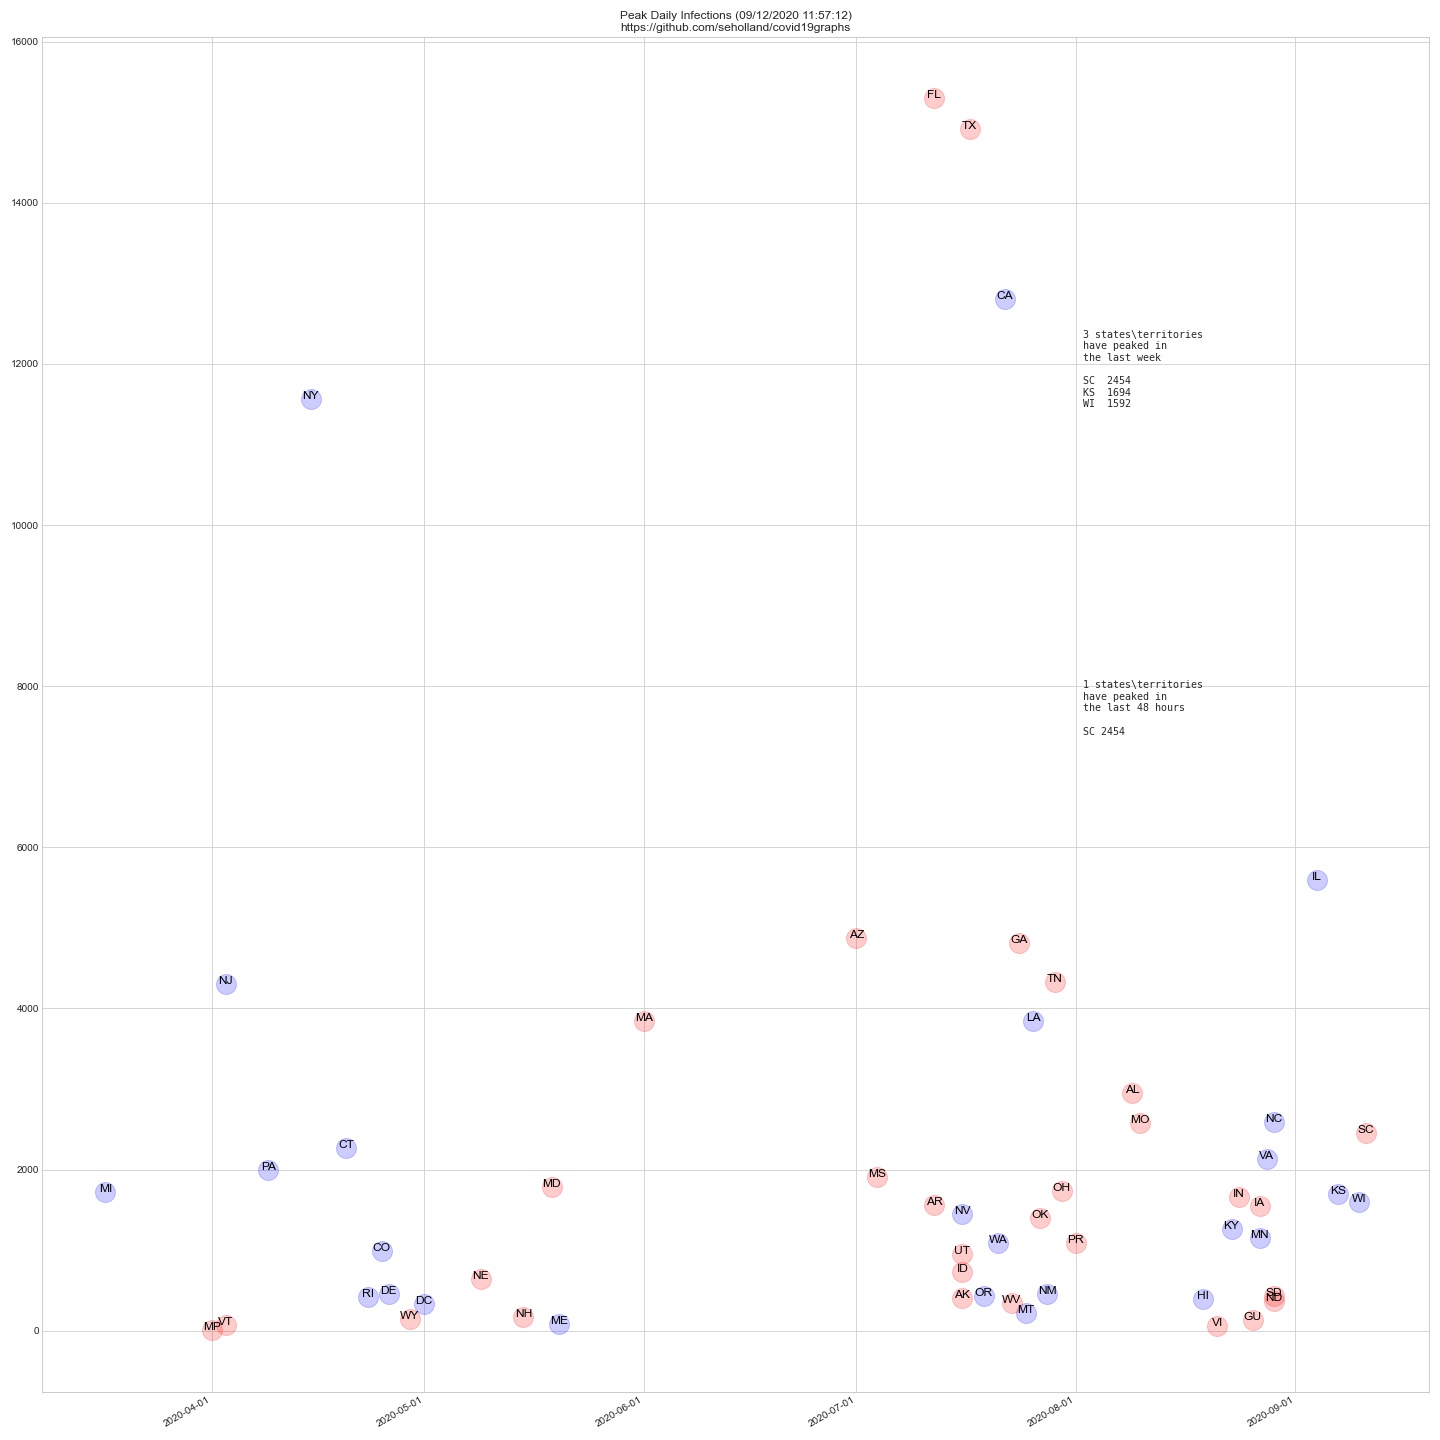 Peak Daily Infections (09/12/2020 11:57:12)
https://github.com/seholland/covid19graphs
16000
FL
TX
14000
CA
3 states\territories
have peaked in
the last week
SC 2454
KS 1694
WI 1592
12000
NY
10000
8000
1 states\territories
have peaked in
the last 48 hours
SC 2454
6000
IL
AZ
GA
TN
NJ
4000
MA
LA
AL
MO
NC
SC
CT
VA
PA
2000
MI
MD
MS
OH
IN
KS
WI
AR
IA
NV
OK
KY
MN
WA
PR
CO
UT
ID
NE
RI
DE
DC
AK
OR
WV
NM
HI
SD
ND
MT
WY
NH
ME
VT
MP
VI
GU
0
2020-04-01
2020-05-01
2020-06-01
2020-07-01
2020-08-01
2020-09-01